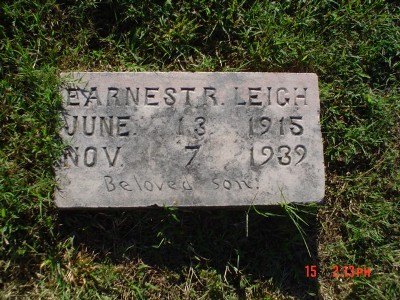 EARNEST R. LEIGH
JUNE. 13. 1915
NOV. 7 1939
Beloved son.